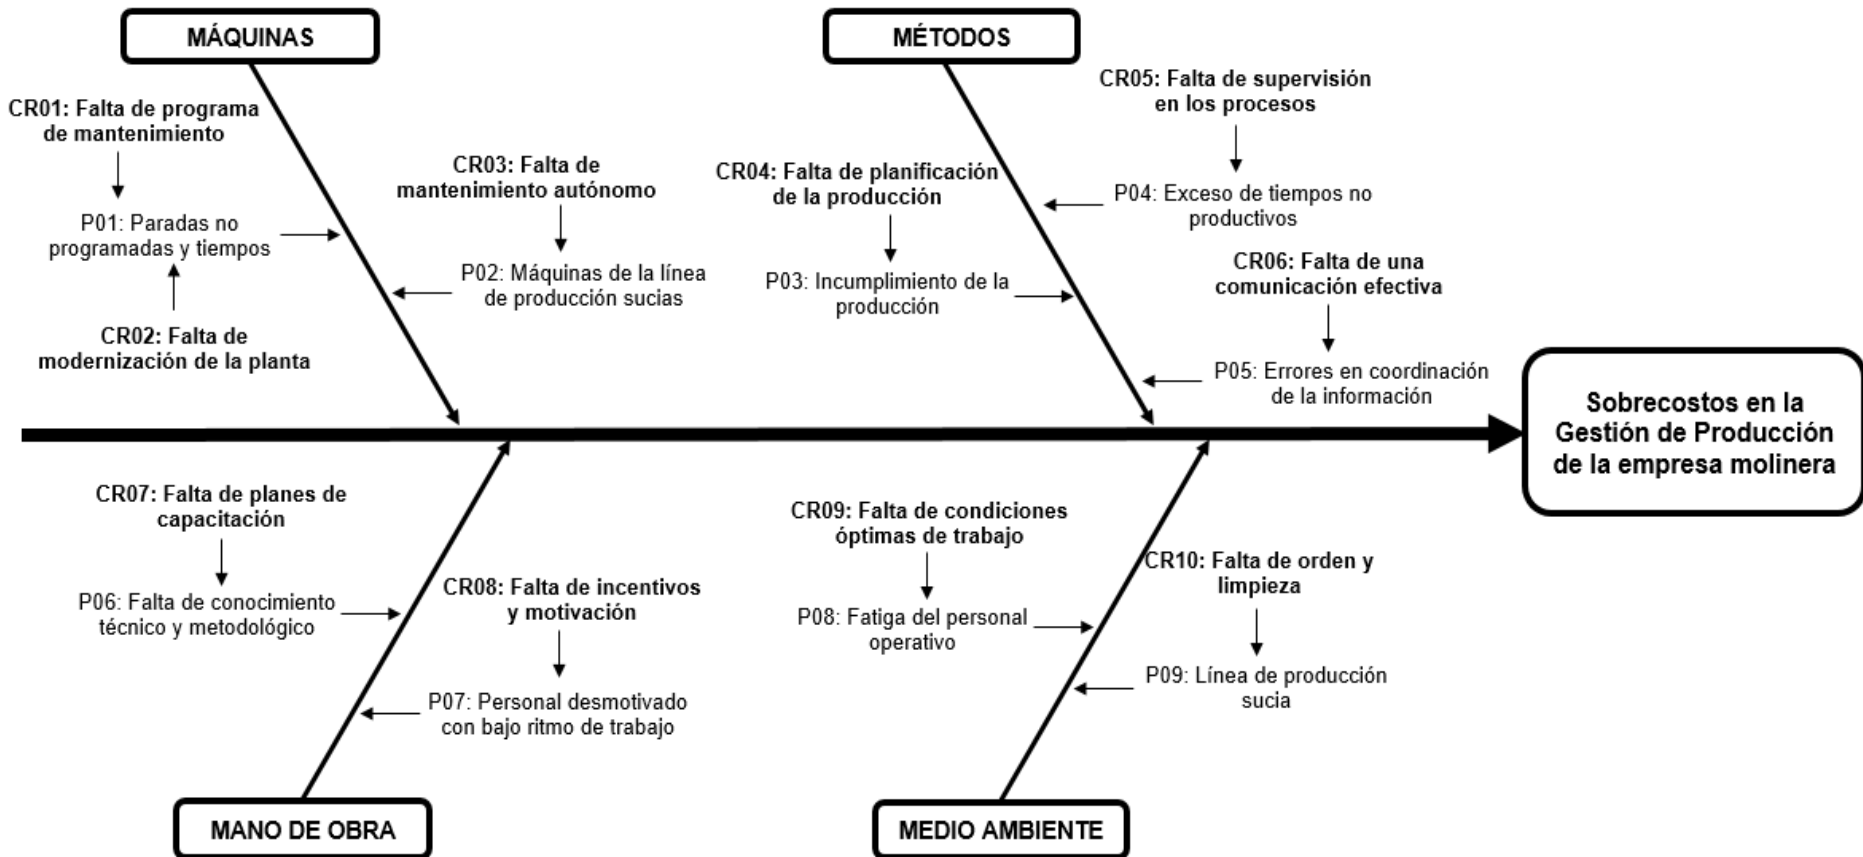 MÁQUINAS
CR01: Falta de programa
de mantenimiento
P01: Paradas no
programadas y tiempos
CR02: Falta de
modernización de la planta
CR03: Falta de
mantenimiento autónomo
P02: Máquinas de la línea
de producción sucias
MÉTODOS
CR04: Falta de planificación
de la producción
P03: Incumplimiento de la
producción
CR05: Falta de supervisión
en los procesos
P04: Exceso de tiempos no
productivos
CR06: Falta de una
comunicación efectiva
P05: Errores en coordinación
de la información
Sobrecostos en la
Gestión de Producción
de la empresa molinera
CR07: Falta de planes de
capacitación
P06: Falta de conocimiento
técnico y metodológico
CR08: Falta de incentivos
y motivación
P07: Personal desmotivado
con bajo ritmo de trabajo
MANO DE OBRA
CR09: Falta de condiciones
óptimas de trabajo
P08: Fatiga del personal
operativo
CR10: Falta de orden y
limpieza
P09: Línea de producción
sucia
MEDIO AMBIENTE